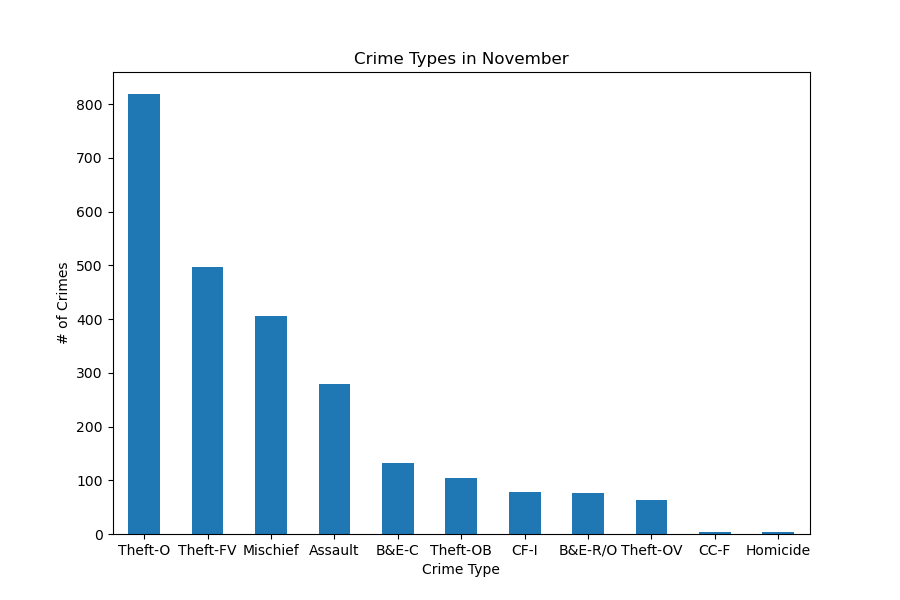 Crime Types in November
# of Crimes
800
700
600
500
400
300
200
100
0
Theft-O Theft-FV Mischief Assault B&E-C Theft-OB CF-I B&E-R/O Theft-OV CC-F Homicide
Crime Type